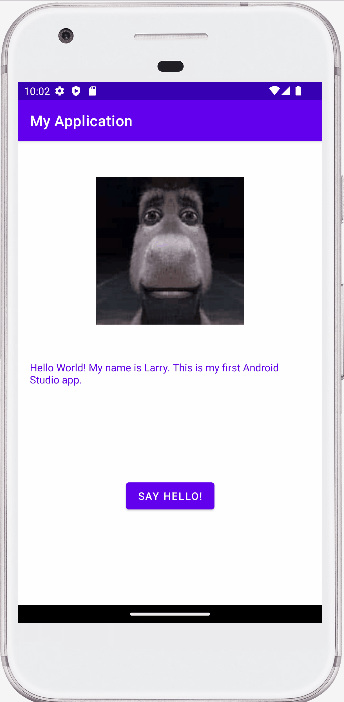 10:02
My Application
Hello World! My name is Larry. This is my first Android
Studio app.
SAY HELLO!